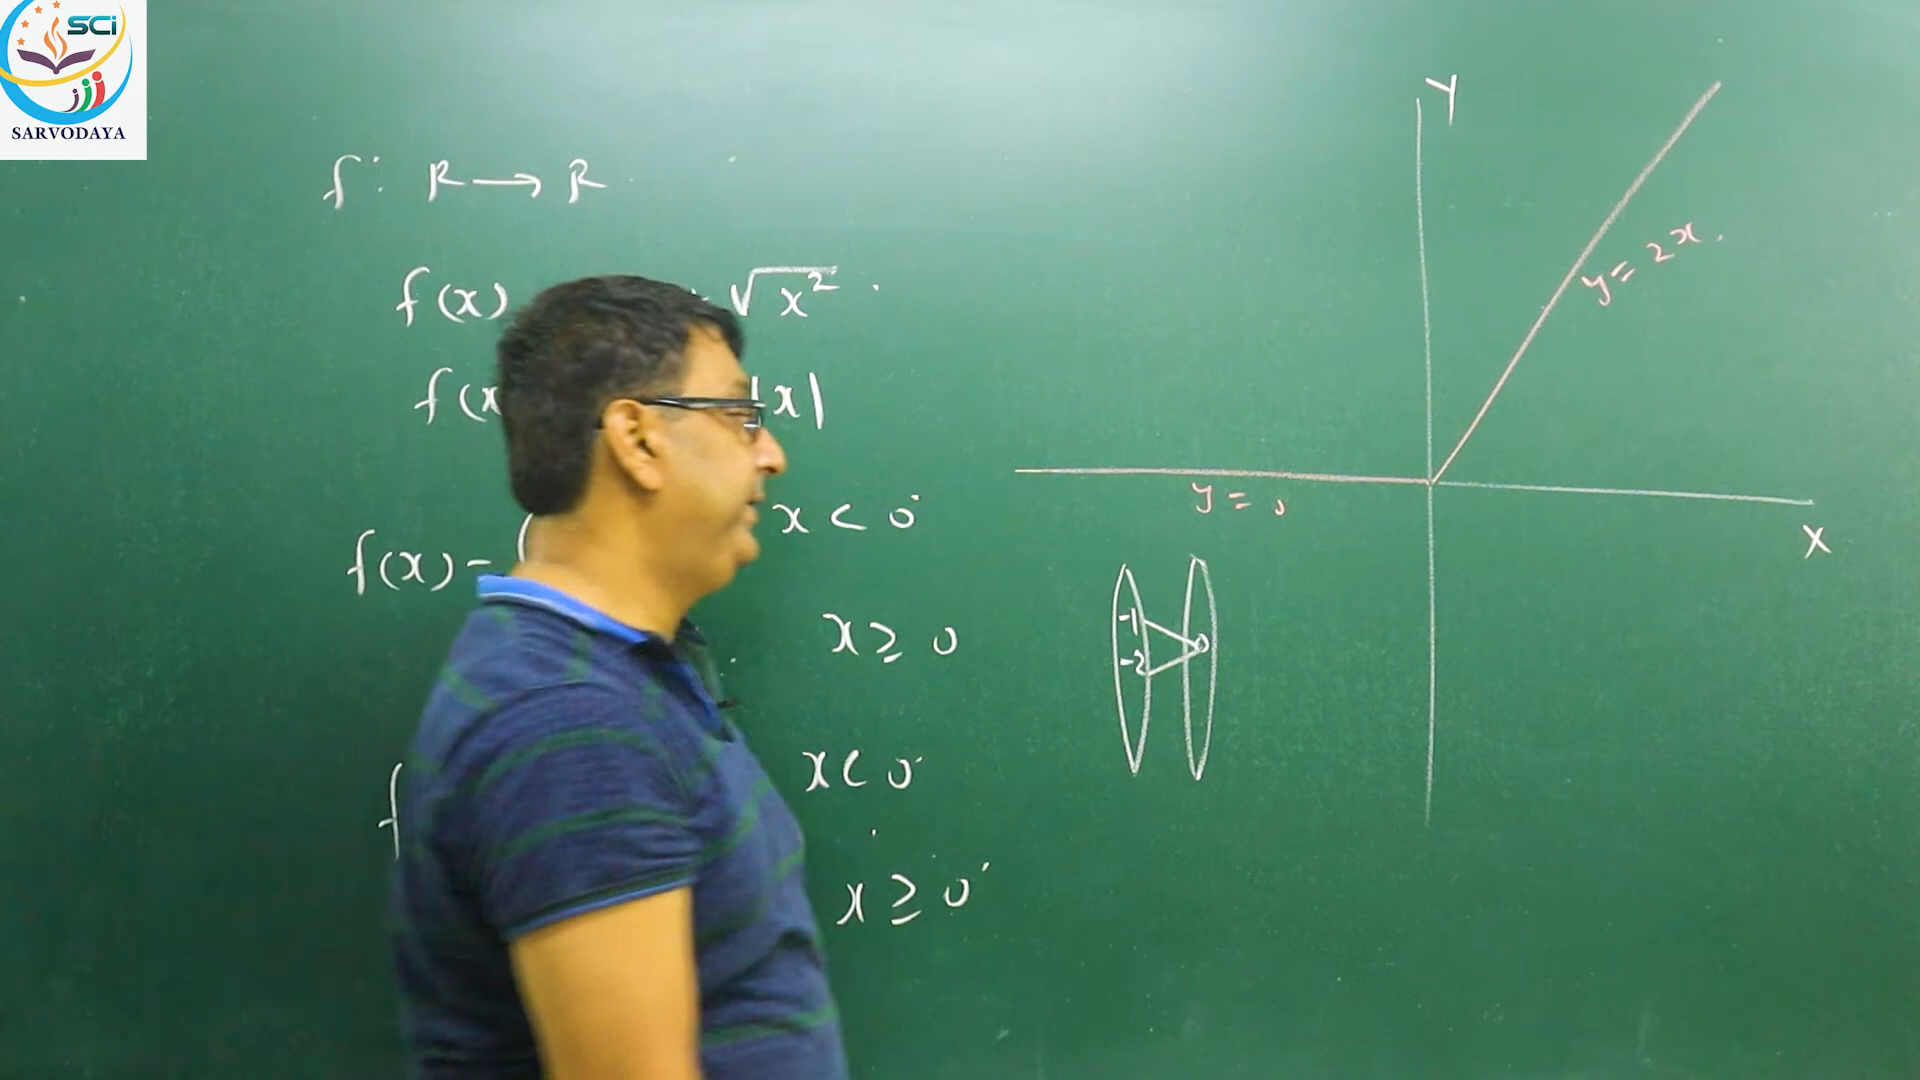 SCi
SARVODAYA
f: R → R
f(x) √x²
f(x |x|
x < 0
f(x) =
x ≥ 0
x < 0
f
x ≥ 0
Y
y = 2x
y = 0
X
-1
-2
0